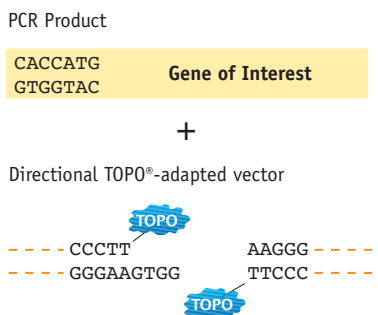 PCR Product
CACCATG
GTGGTAC
Gene of Interest
+
Directional TOPO®-adapted vector
TOPO
CCCTT AAGGG
GGGAAGTGG TTCCC
TOPO